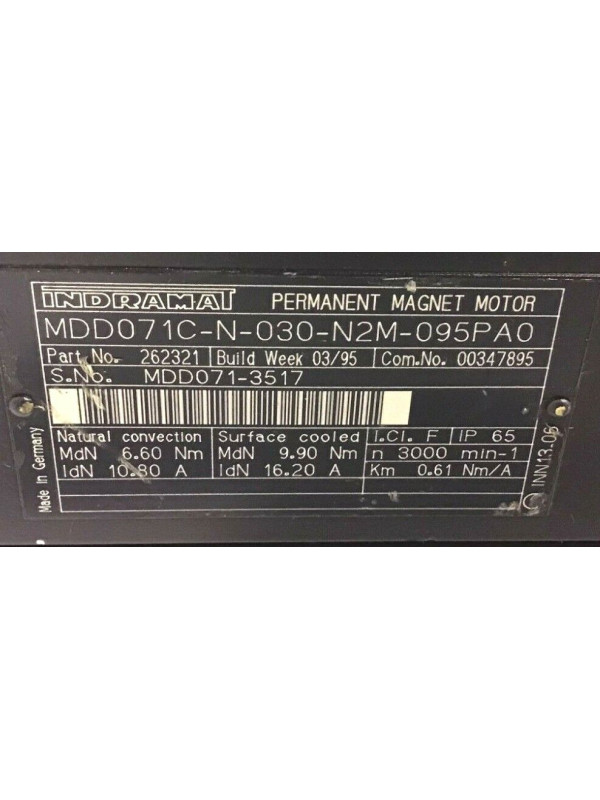 INDRAMAT PERMANENT MAGNET MOTOR
MDD071C-N-030-N2M-095PA0
Part No. 262321 Build Week 03/95 Com.No. 00347895
S.No. MDD071-3517
Natural convection Surface cooled I.Cl. F IP 65
MdN 6.60 Nm MdN 9.90 Nm n 3000 min-1
IdN 10.80 A IdN 16.20 A Km 0.61 Nm/A
Made in Germany
INN13.06